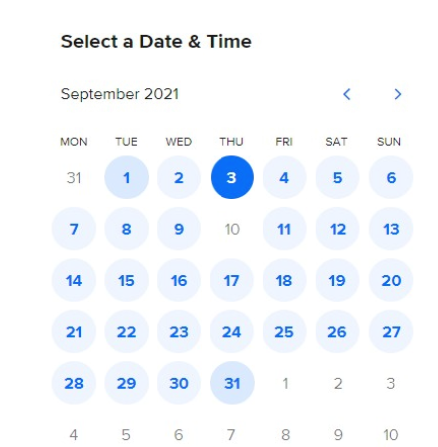 Select a Date & Time
September 2021
MON TUE WED THU FRI SAT SUN
31 1 2 3 4 5 6
7 8 9 10 11 12 13
14 15 16 17 18 19 20
21 22 23 24 25 26 27
28 29 30 31 1 2 3
4 5 6 7 8 9 10